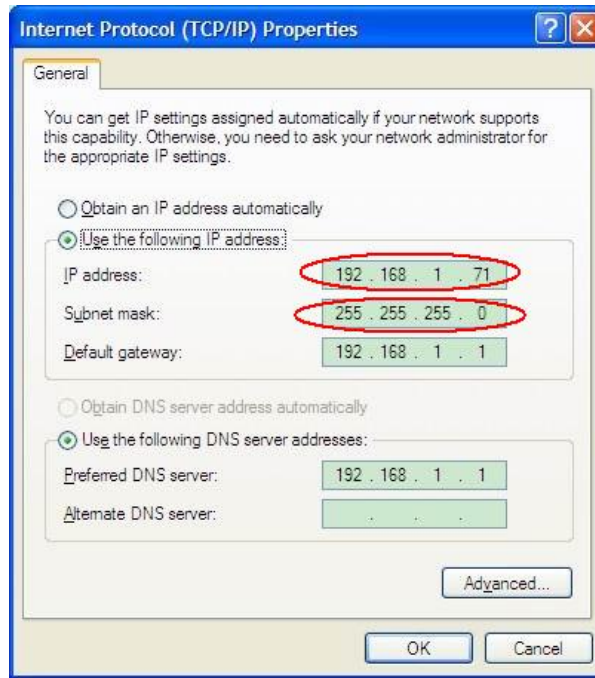 Internet Protocol (TCP/IP) Properties
General
You can get IP settings assigned automatically if your network supports
this capability. Otherwise, you need to ask your network administrator for
the appropriate IP settings.
Obtain an IP address automatically
Use the following IP address:
IP address: 192 . 168 . 1 . 71
Subnet mask: 255 . 255 . 255 . 0
Default gateway: 192 . 168 . 1 . 1
Obtain DNS server address automatically
Use the following DNS server addresses:
Preferred DNS server: 192 . 168 . 1 . 1
Alternate DNS server: . . .
Advanced...
OK Cancel